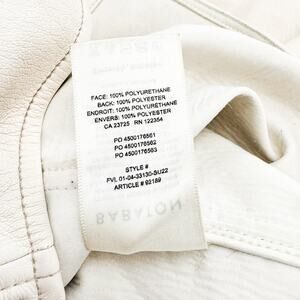 FACE: 100% POLYURETHANE
BACK: 100% POLYESTER
ENDROIT: 100% POLYURETHANE
ENVERS: 100% POLYESTER
CA 23725 RN 122364
PO 4500176561
PO 4500176562
PO 4500176563
STYLE #
FVL 01-04-33130-SU22
ARTICLE # 92189
BABATON